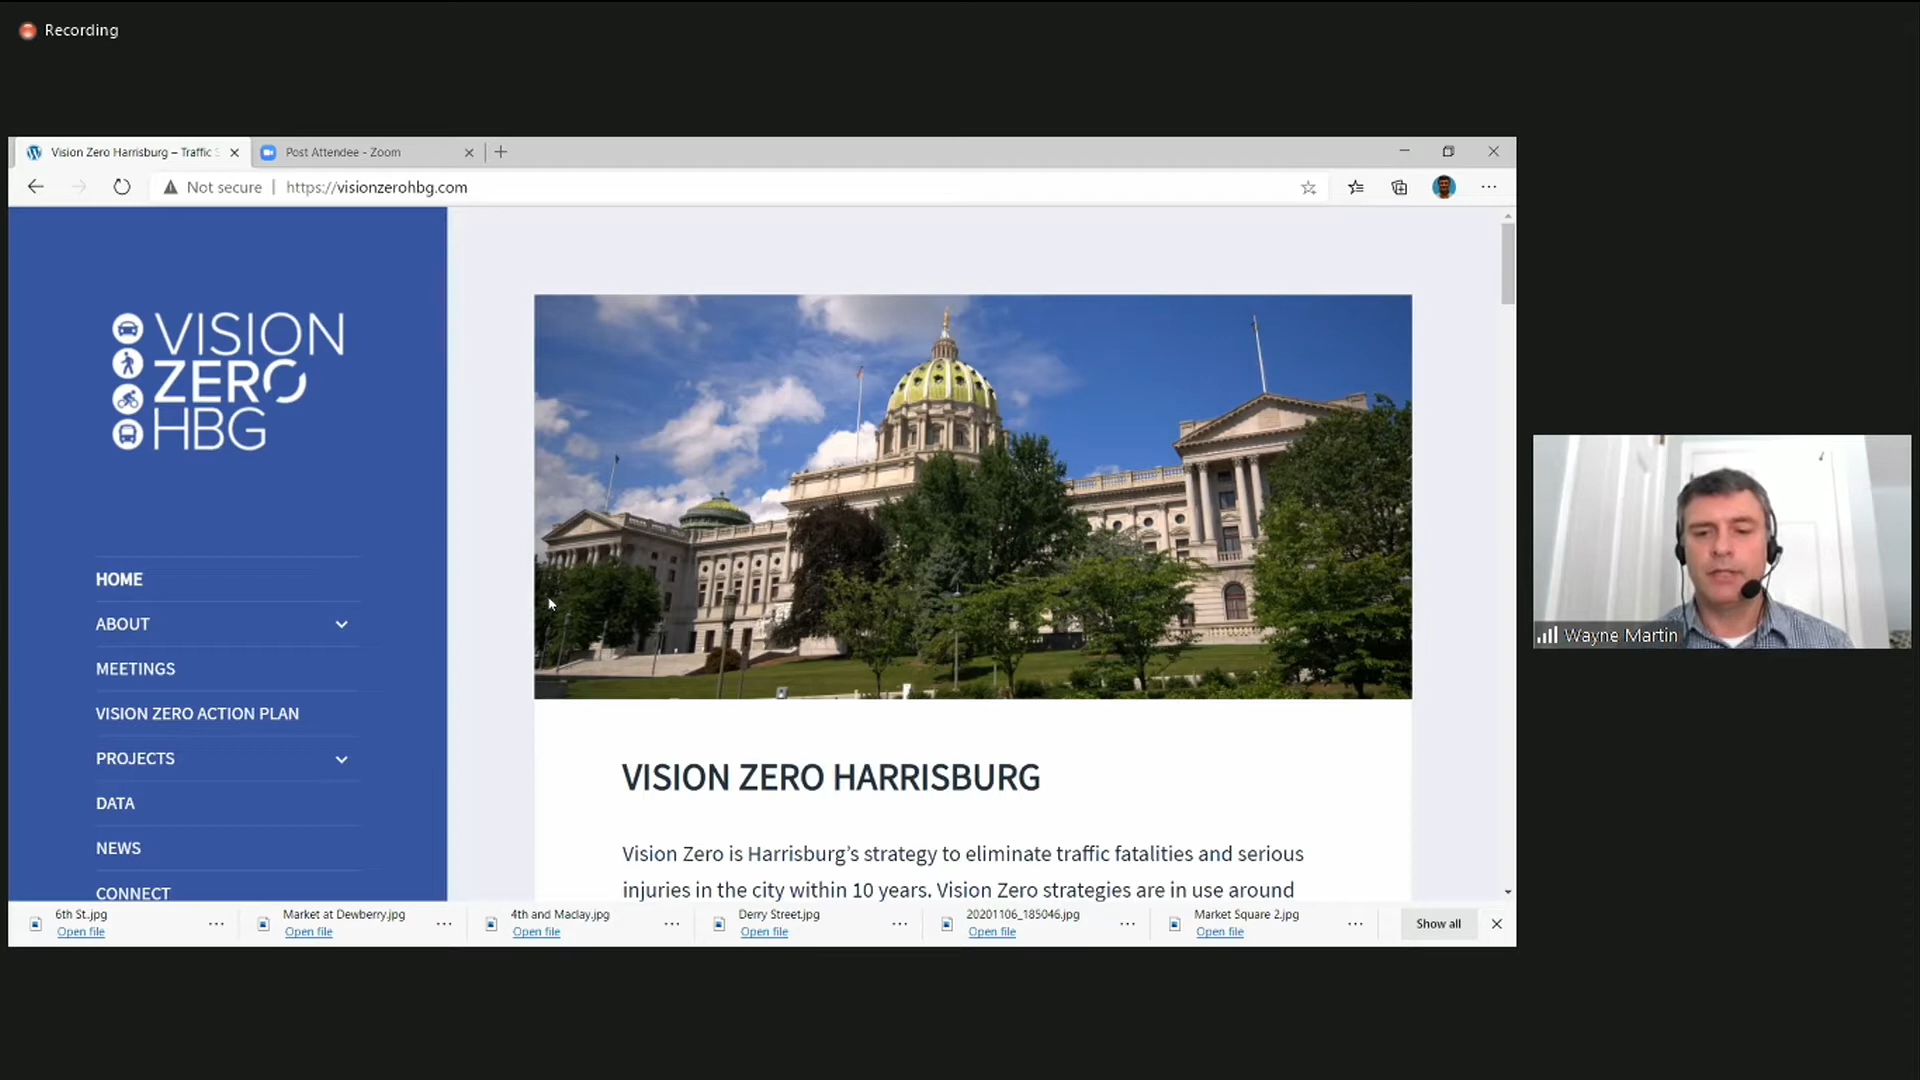 Recording
Vision Zero Harrisburg – Traffic S
Post Attendee - Zoom
Not secure
https://visionzerohbg.com
VISION
ZERO
HBG
HOME
ABOUT
MEETINGS
VISION ZERO ACTION PLAN
PROJECTS
DATA
NEWS
CONNECT
VISION ZERO HARRISBURG
Vision Zero is Harrisburg’s strategy to eliminate traffic fatalities and serious
injuries in the city within 10 years. Vision Zero strategies are in use around
Wayne Martin
6th St.jpg
Open file
Market at Dewberry.jpg
Open file
4th and Maclay.jpg
Open file
Derry Street.jpg
Open file
20201106_185046.jpg
Open file
Market Square 2.jpg
Open file
Show all